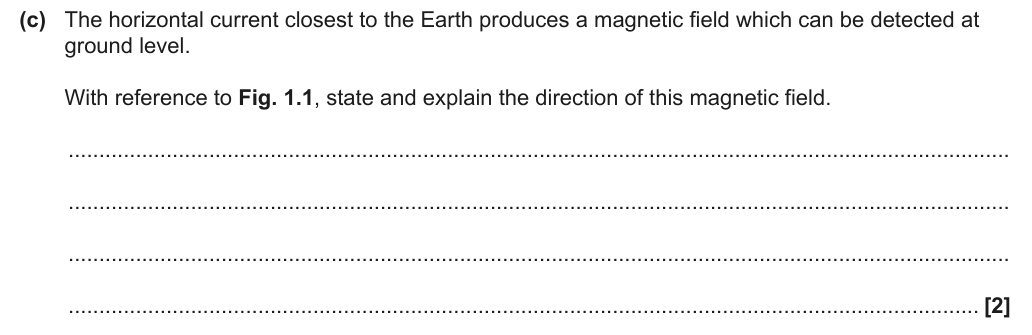 (c) The horizontal current closest to the Earth produces a magnetic field which can be detected at
ground level.
With reference to Fig. 1.1, state and explain the direction of this magnetic field.
[2]